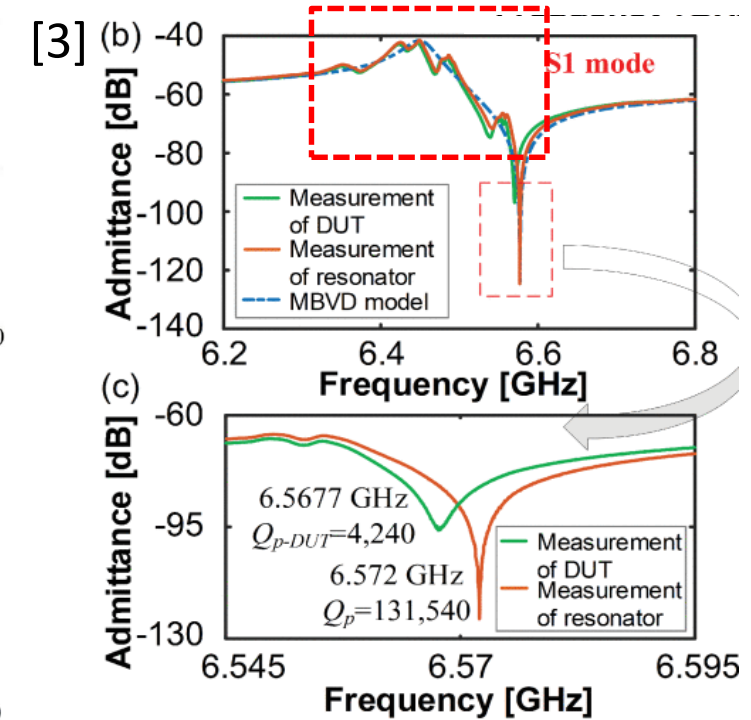 [3] (b)
S1 mode
Admittance [dB]
-40
-60
-80
-100
-120
-140
Measurement
of DUT
Measurement
of resonator
MBVD model
6.2 6.4 6.6 6.8
Frequency [GHz]
(c)
Admittance [dB]
-60
-95
-130
6.5677 GHz
Qp-DUT=4,240
6.572 GHz
Qp=131,540
Measurement
of DUT
Measurement
of resonator
6.545 6.57 6.595
Frequency [GHz]